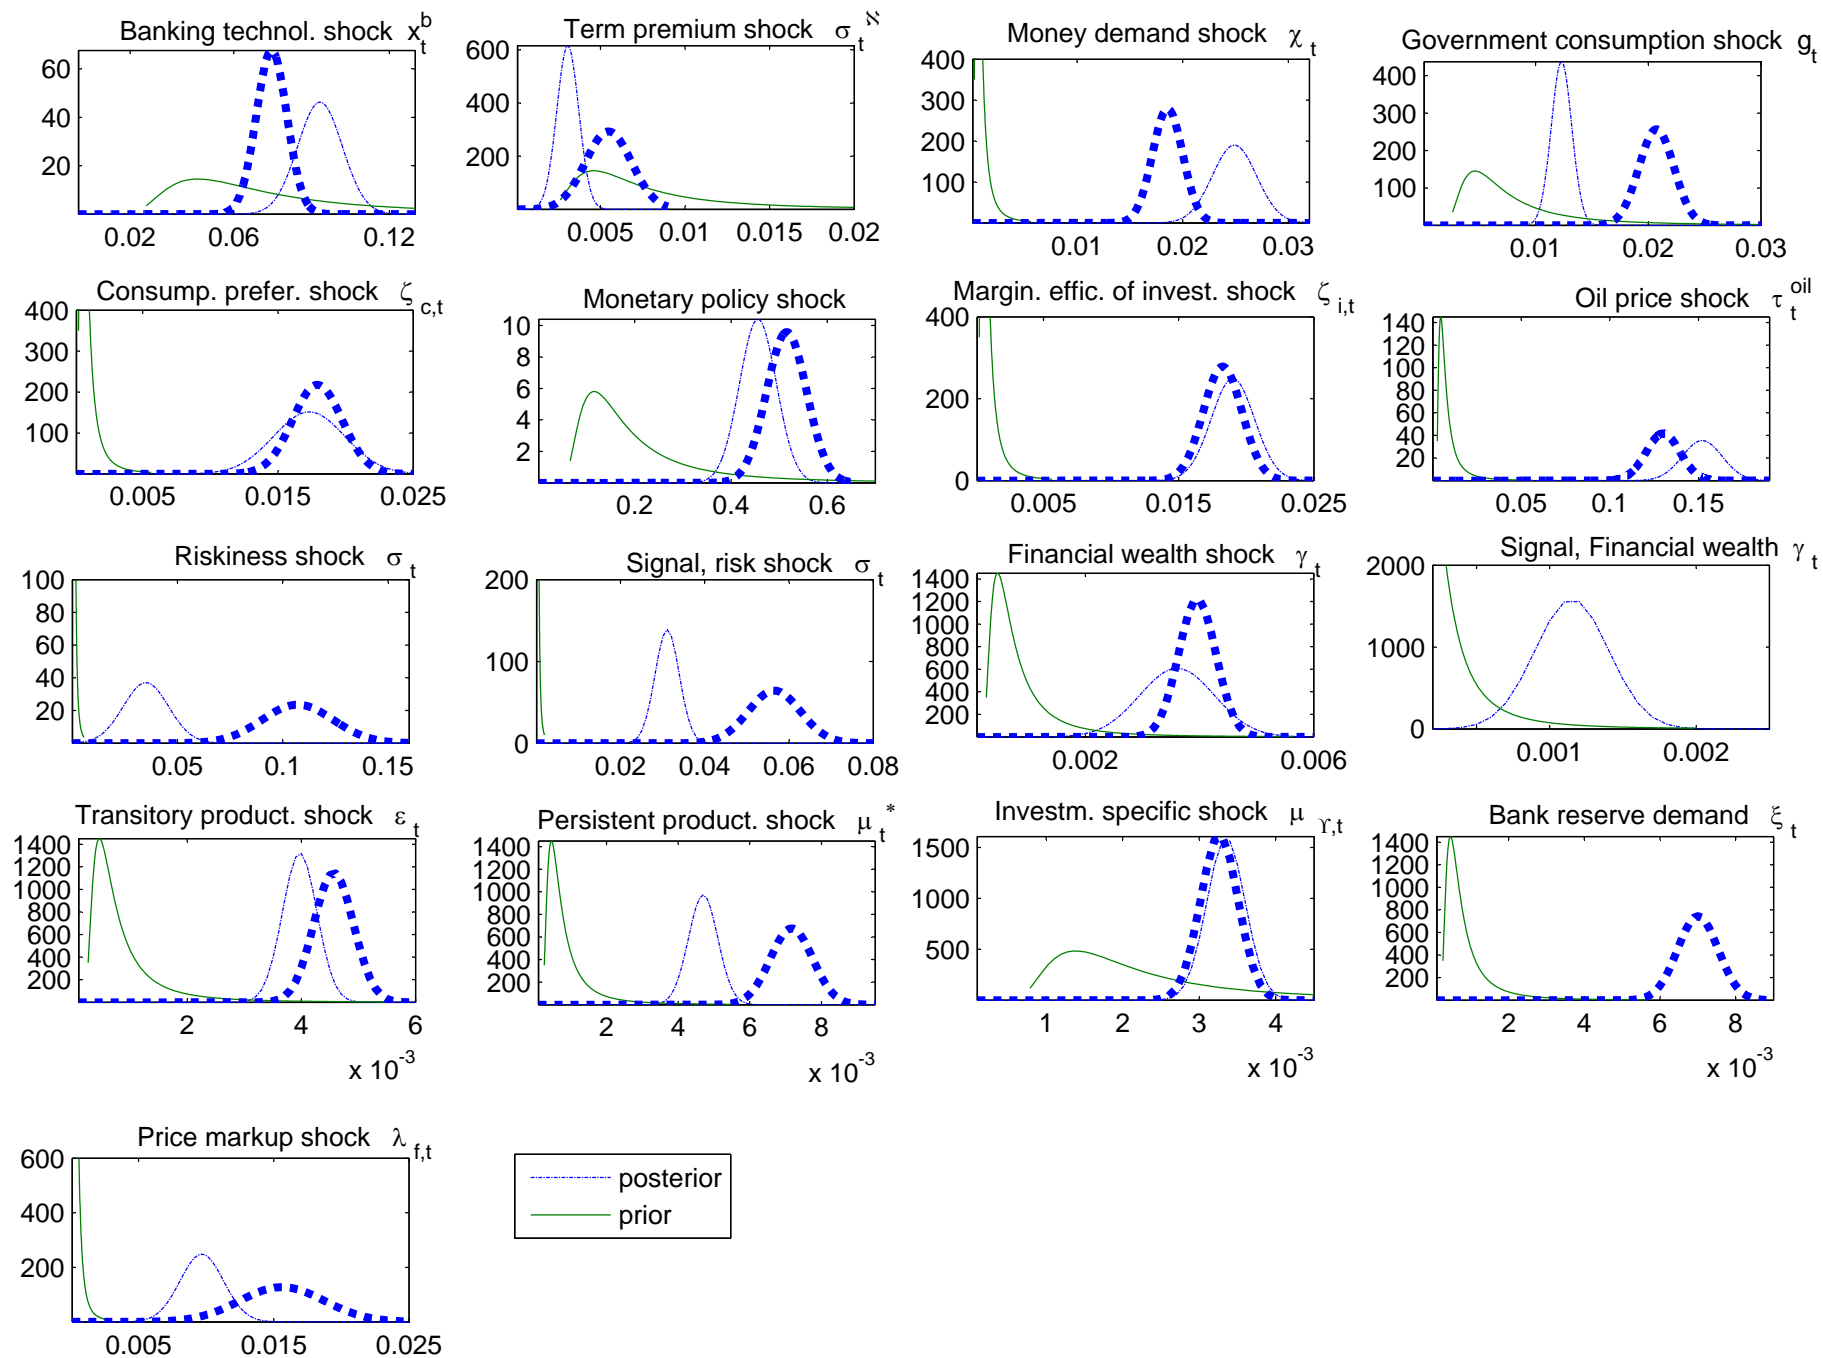 Banking technol. shock x_t^b
60
40
20
0.02 0.06 0.12
Term premium shock σ_t^ℵ
600
400
200
0.005 0.01 0.015 0.02
Money demand shock χ_t
400
300
200
100
0.01 0.02 0.03
Government consumption shock g_t
400
300
200
100
0.01 0.02 0.03
Consump. prefer. shock ζ_c,t
400
300
200
100
0.005 0.015 0.025
Monetary policy shock
10
8
6
4
2
0.2 0.4 0.6
Margin. effic. of invest. shock ζ_i,t
400
200
0
0.005 0.015 0.025
Oil price shock τ_t^oil
140
120
100
80
60
40
20
0.05 0.1 0.15
Riskiness shock σ_t
100
80
60
40
20
0.05 0.1 0.15
Signal, risk shock σ_t
200
100
0
0.02 0.04 0.06 0.08
Financial wealth shock γ_t
1400
1200
1000
800
600
400
200
0.002 0.006
Signal, Financial wealth γ_t
2000
1000
0
0.001 0.002
Transitory product. shock ε_t
1400
1200
1000
800
600
400
200
2 4 6
x 10^-3
Persistent product. shock μ_t^*
1400
1200
1000
800
600
400
200
2 4 6 8
x 10^-3
Investm. specific shock μ_ϒ,t
1500
1000
500
1 2 3 4
x 10^-3
Bank reserve demand ξ_t
1400
1200
1000
800
600
400
200
2 4 6 8
x 10^-3
Price markup shock λ_f,t
600
400
200
0.005 0.015 0.025
posterior
prior